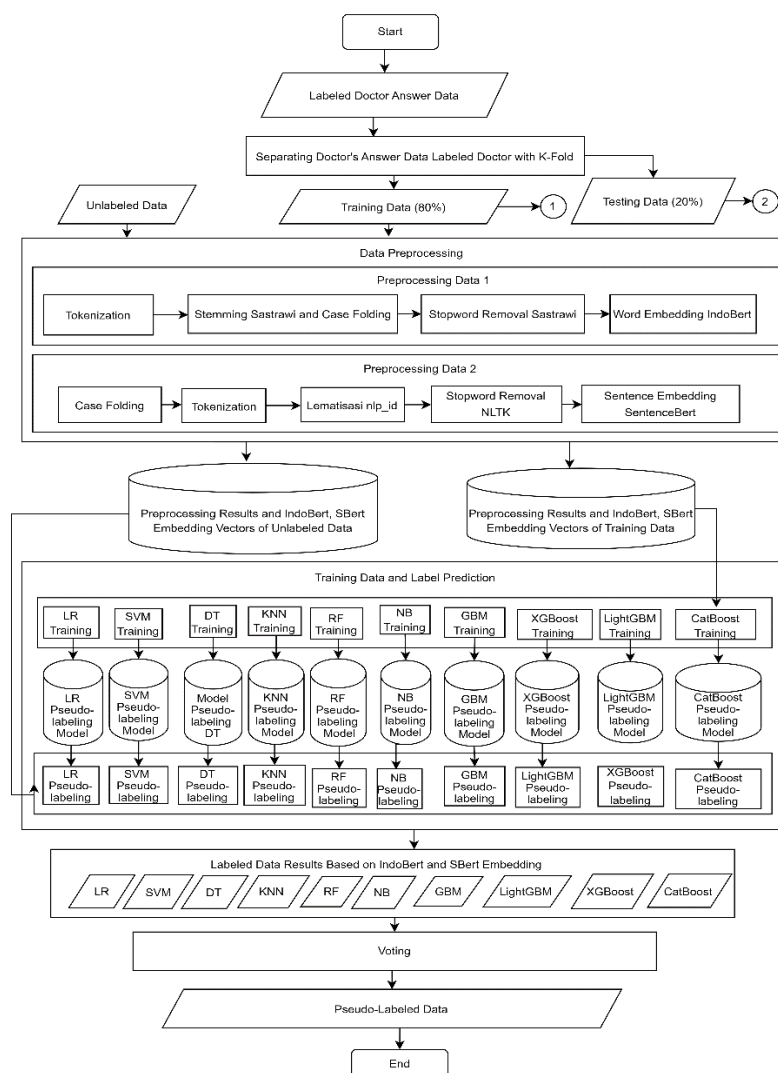 Start
Labeled Doctor Answer Data
Separating Doctor's Answer Data Labeled Doctor with K-Fold
Unlabeled Data
Training Data (80%)
1
Testing Data (20%)
2
Data Preprocessing
Preprocessing Data 1
Tokenization
Stemming Sastrawi and Case Folding
Stopword Removal Sastrawi
Word Embedding IndoBert
Preprocessing Data 2
Case Folding
Tokenization
Lematisasi nlp_id
Stopword Removal
NLTK
Sentence Embedding
SentenceBert
Preprocessing Results and IndoBert, SBert
Embedding Vectors of Unlabeled Data
Preprocessing Results and IndoBert, SBert
Embedding Vectors of Training Data
Training Data and Label Prediction
LR
Training
SVM
Training
DT
Training
KNN
Training
RF
Training
NB
Training
GBM
Training
XGBoost
Training
LightGBM
Training
CatBoost
Training
LR
Pseudo-
labeling
Model
SVM
Pseudo-
labeling
Model
Model
Pseudo-
labeling
DT
KNN
Pseudo-
labeling
Model
RF
Pseudo-
labeling
Model
NB
Pseudo-
labeling
Model
GBM
Pseudo-
labeling
Model
XGBoost
Pseudo-
labeling
Model
LightGBM
Pseudo-
labeling
Model
CatBoost
Pseudo-
labeling
Model
LR
Pseudo-
labeling
SVM
Pseudo-
labeling
DT
Pseudo-
labeling
KNN
Pseudo-
labeling
RF
Pseudo-
labeling
NB
Pseudo-
labeling
GBM
Pseudo-
labeling
LightGBM
Pseudo-
labeling
XGBoost
Pseudo-
labeling
CatBoost
Pseudo-
labeling
Labeled Data Results Based on IndoBert and SBert Embedding
LR
SVM
DT
KNN
RF
NB
GBM
LightGBM
XGBoost
CatBoost
Voting
Pseudo-Labeled Data
End